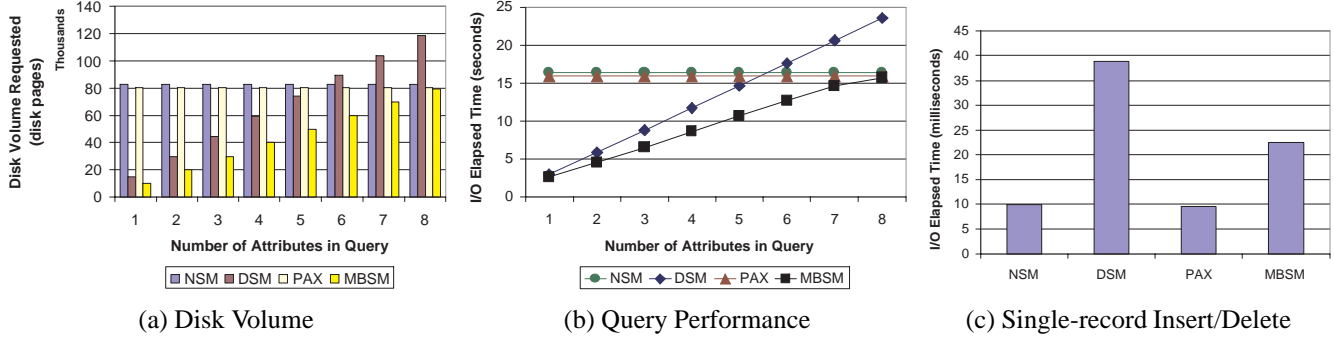 Disk Volume Requested
(disk pages)
Thousands
140
120
100
80
60
40
20
0
1 2 3 4 5 6 7 8
Number of Attributes in Query
NSM DSM PAX MBSM
(a) Disk Volume
I/O Elapsed Time (seconds)
25
20
15
10
5
0
1 2 3 4 5 6 7 8
Number of Attributes in Query
NSM DSM PAX MBSM
(b) Query Performance
I/O Elapsed Time (milliseconds)
45
40
35
30
25
20
15
10
5
0
NSM DSM PAX MBSM
(c) Single-record Insert/Delete